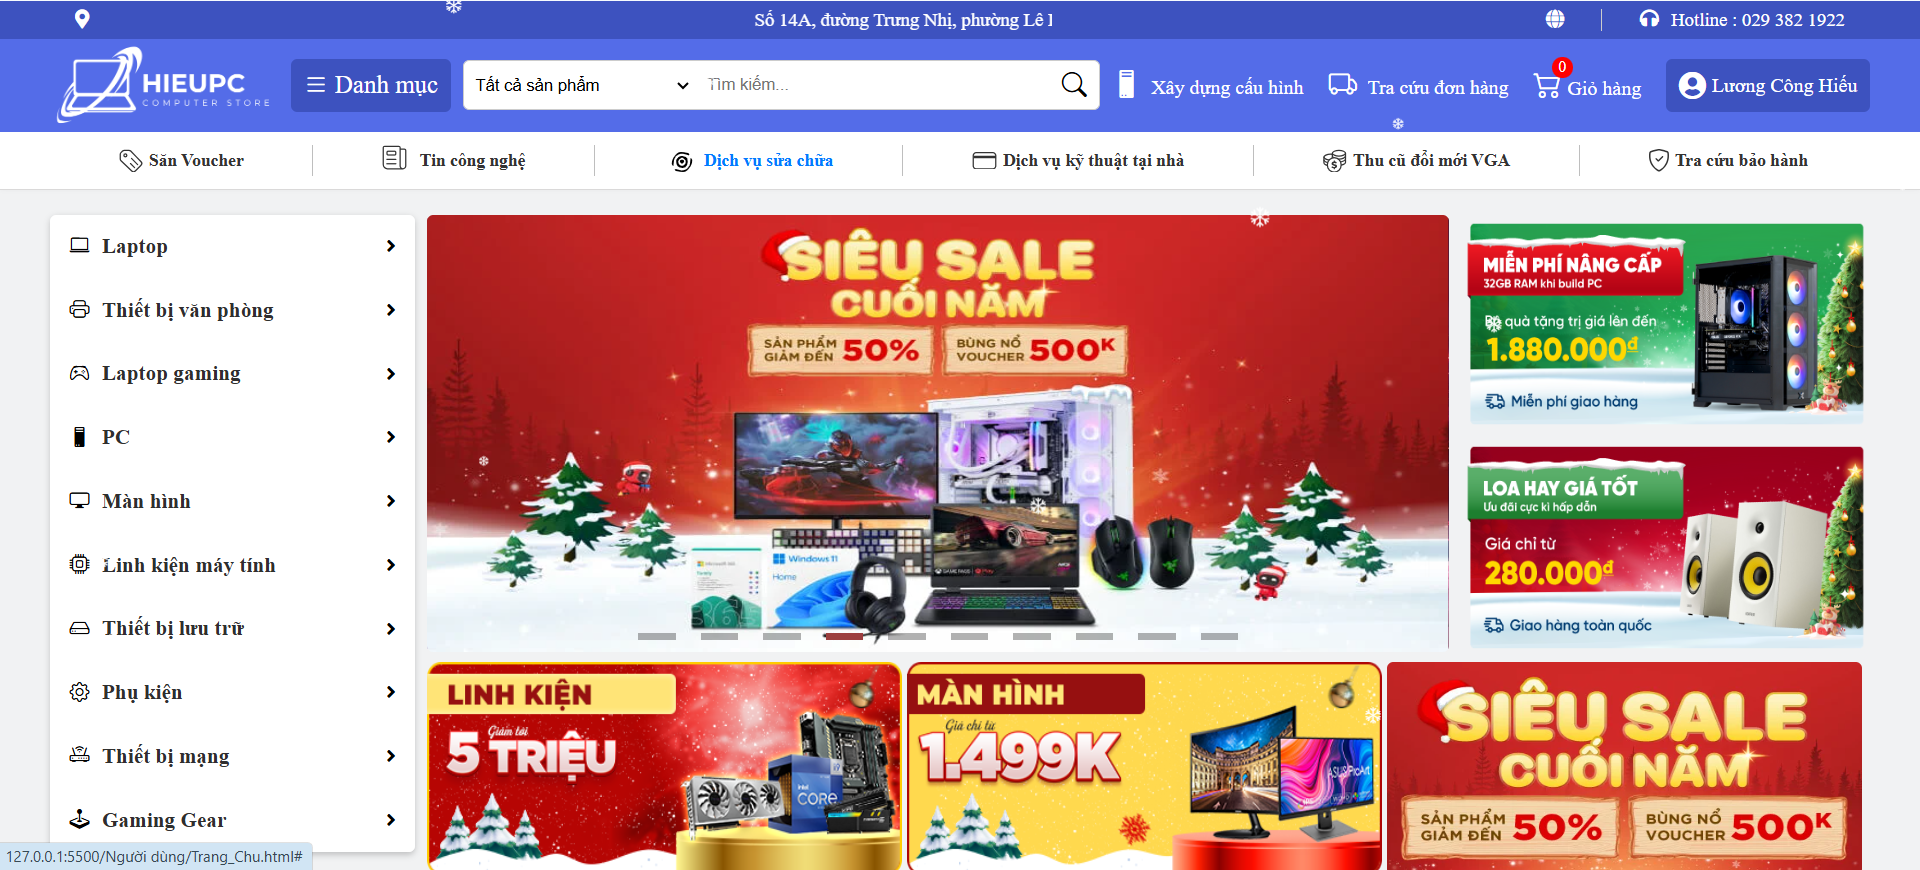 Số 14A, đường Trưng Nhị, phường Lê
Hotline : 029 382 1922
HIEUPC
COMPUTER STORE
Danh mục
Tất cả sản phẩm
Tìm kiếm...
Xây dựng cấu hình
Tra cứu đơn hàng
0
Giỏ hàng
Lương Công Hiếu
Săn Voucher
Tin công nghệ
Dịch vụ sửa chữa
Dịch vụ kỹ thuật tại nhà
Thu cũ đổi mới VGA
Tra cứu bảo hành
Laptop
Thiết bị văn phòng
Laptop gaming
PC
Màn hình
Linh kiện máy tính
Thiết bị lưu trữ
Phụ kiện
Thiết bị mạng
Gaming Gear
SIÊU SALE
CUỐI NĂM
SẢN PHẨM
GIẢM ĐẾN 50%
BÙNG NỔ
VOUCHER 500K
Windows 11
Home
365
MIỄN PHÍ NÂNG CẤP
32GB RAM khi build PC
Bộ quà tặng trị giá lên đến
1.880.000đ
Miễn phí giao hàng
LOA HAY GIÁ TỐT
Ưu đãi cực kì hấp dẫn
Giá chỉ từ
280.000đ
Giao hàng toàn quốc
LINH KIỆN
Giảm tới
5 TRIỆU
intel
CORE
i9
MÀN HÌNH
Giá chỉ từ
1.499K
ASUS ProArt
SIÊU SALE
CUỐI NĂM
SẢN PHẨM
GIẢM ĐẾN 50%
BÙNG NỔ
VOUCHER 500K
127.0.0.1:5500/Người dùng/Trang_Chu.html#